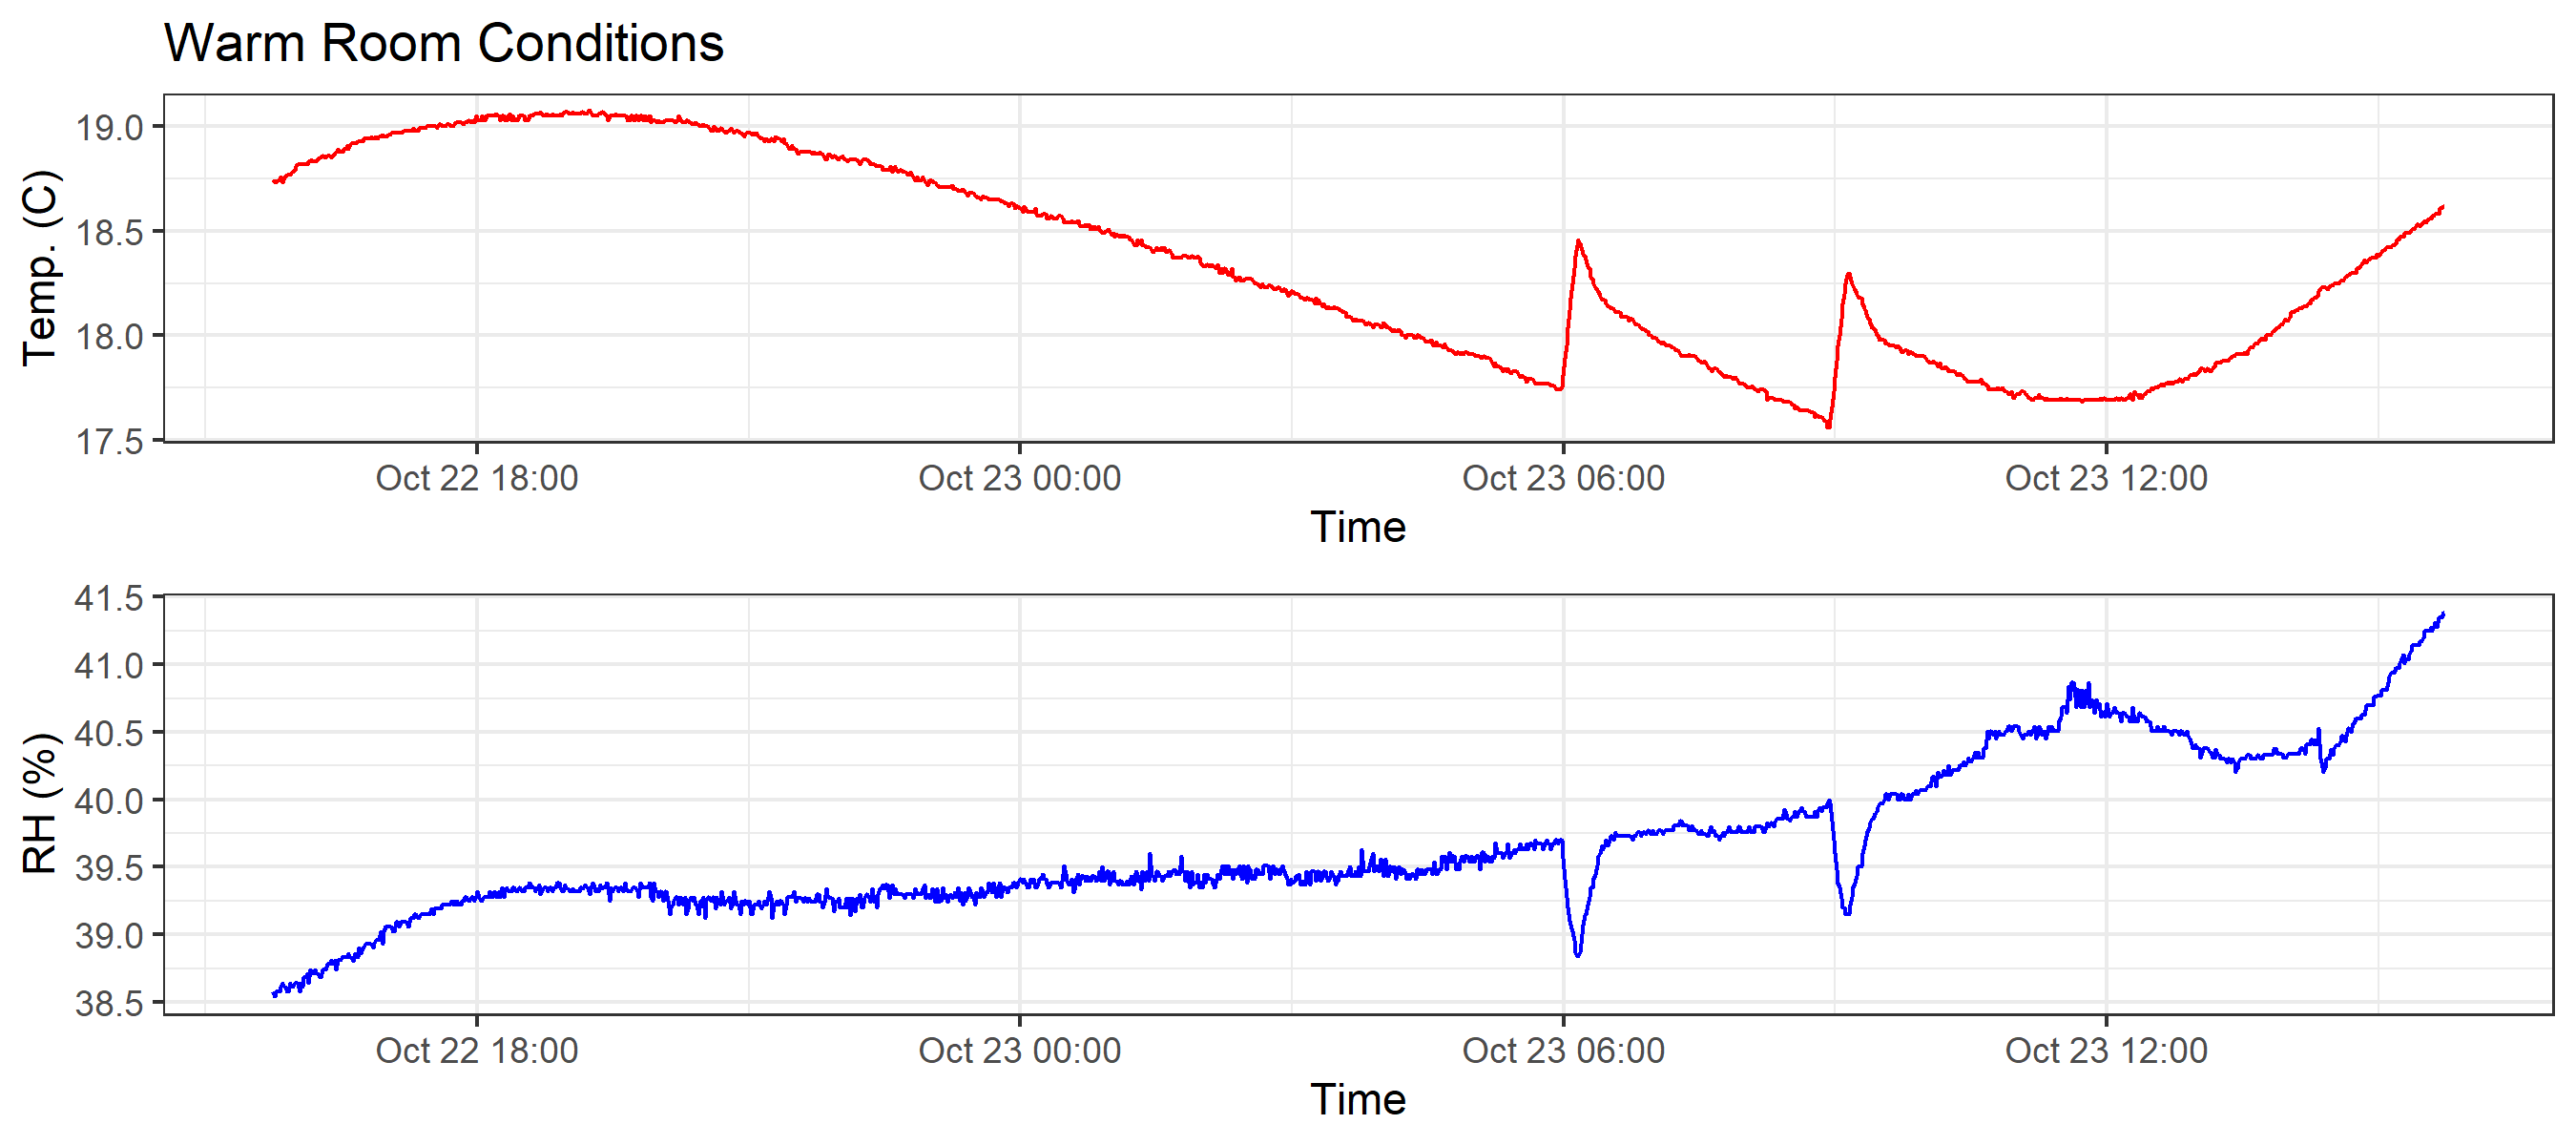 Warm Room Conditions
Temp. (C)
19.0
18.5
18.0
17.5
Oct 22 18:00 Oct 23 00:00 Oct 23 06:00 Oct 23 12:00
Time
RH (%)
41.5
41.0
40.5
40.0
39.5
39.0
38.5
Oct 22 18:00 Oct 23 00:00 Oct 23 06:00 Oct 23 12:00
Time